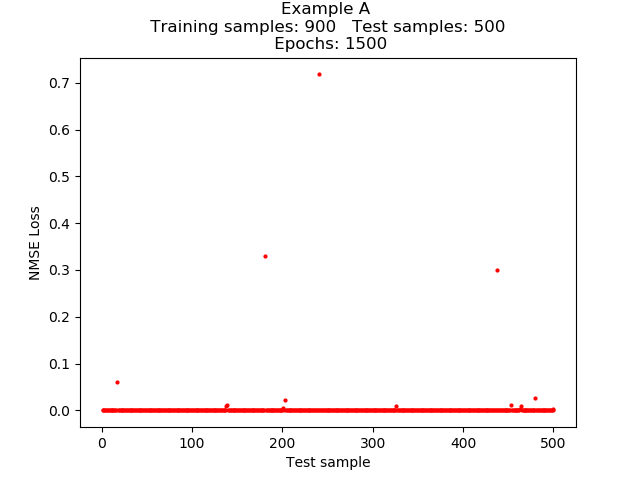 Example A
Training samples: 900   Test samples: 500
Epochs: 1500
0.7
0.6
0.5
0.4
0.3
0.2
0.1
0.0
NMSE Loss
0 100 200 300 400 500
Test sample